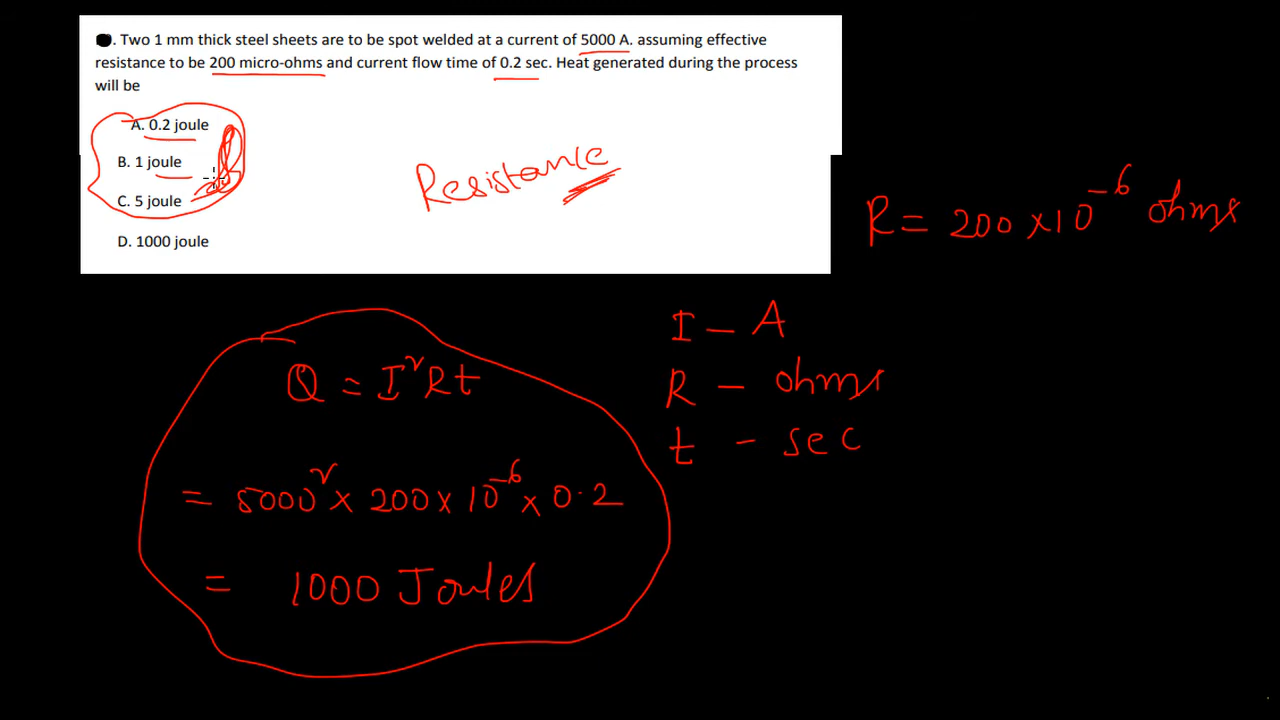 . Two 1 mm thick steel sheets are to be spot welded at a current of 5000 A. assuming effective
resistance to be 200 micro-ohms and current flow time of 0.2 sec. Heat generated during the process
will be
A. 0.2 joule
B. 1 joule
C. 5 joule
D. 1000 joule
Resistance
R = 200 × 10⁻⁶ ohms
I – A
R – ohms
t – sec
Q = I²Rt
= 5000² × 200 × 10⁻⁶ × 0.2
= 1000 Joules